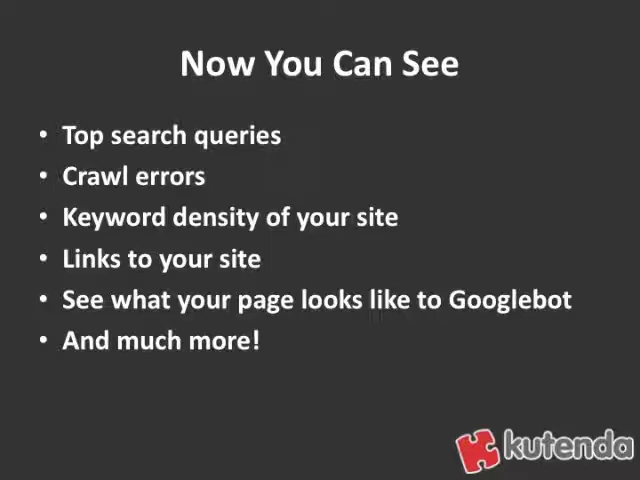 Now You Can See
• Top search queries
• Crawl errors
• Keyword density of your site
• Links to your site
• See what your page looks like to Googlebot
• And much more!
kutenda